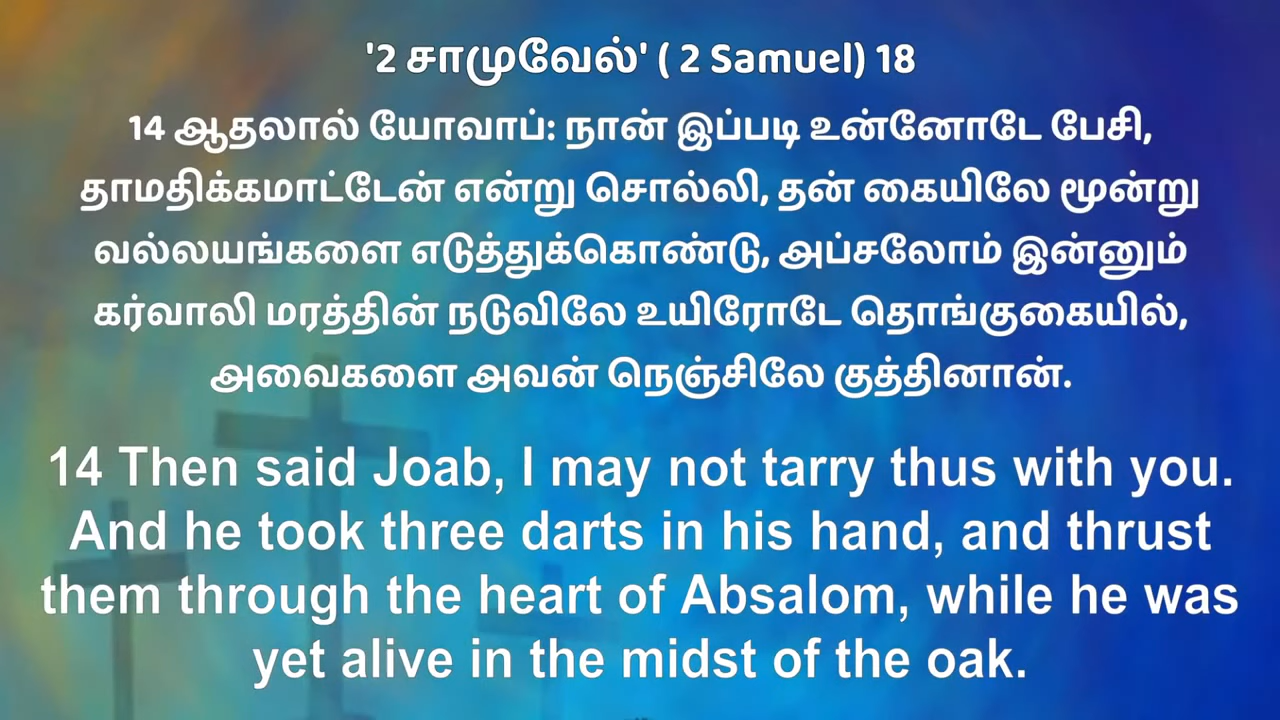 '2 சாமுவேல்' ( 2 Samuel) 18
14 ஆதலால் யோவாப்: நான் இப்படி உன்னோடே பேசி,
தாமதிக்கமாட்டேன் என்று சொல்லி, தன் கையிலே மூன்று
வல்லயங்களை எடுத்துக்கொண்டு, அப்சலோம் இன்னும்
கர்வாலி மரத்தின் நடுவிலே உயிரோடே தொங்குகையில்,
அவைகளை அவன் நெஞ்சிலே குத்தினான்.
14 Then said Joab, I may not tarry thus with you.
And he took three darts in his hand, and thrust
them through the heart of Absalom, while he was
yet alive in the midst of the oak.